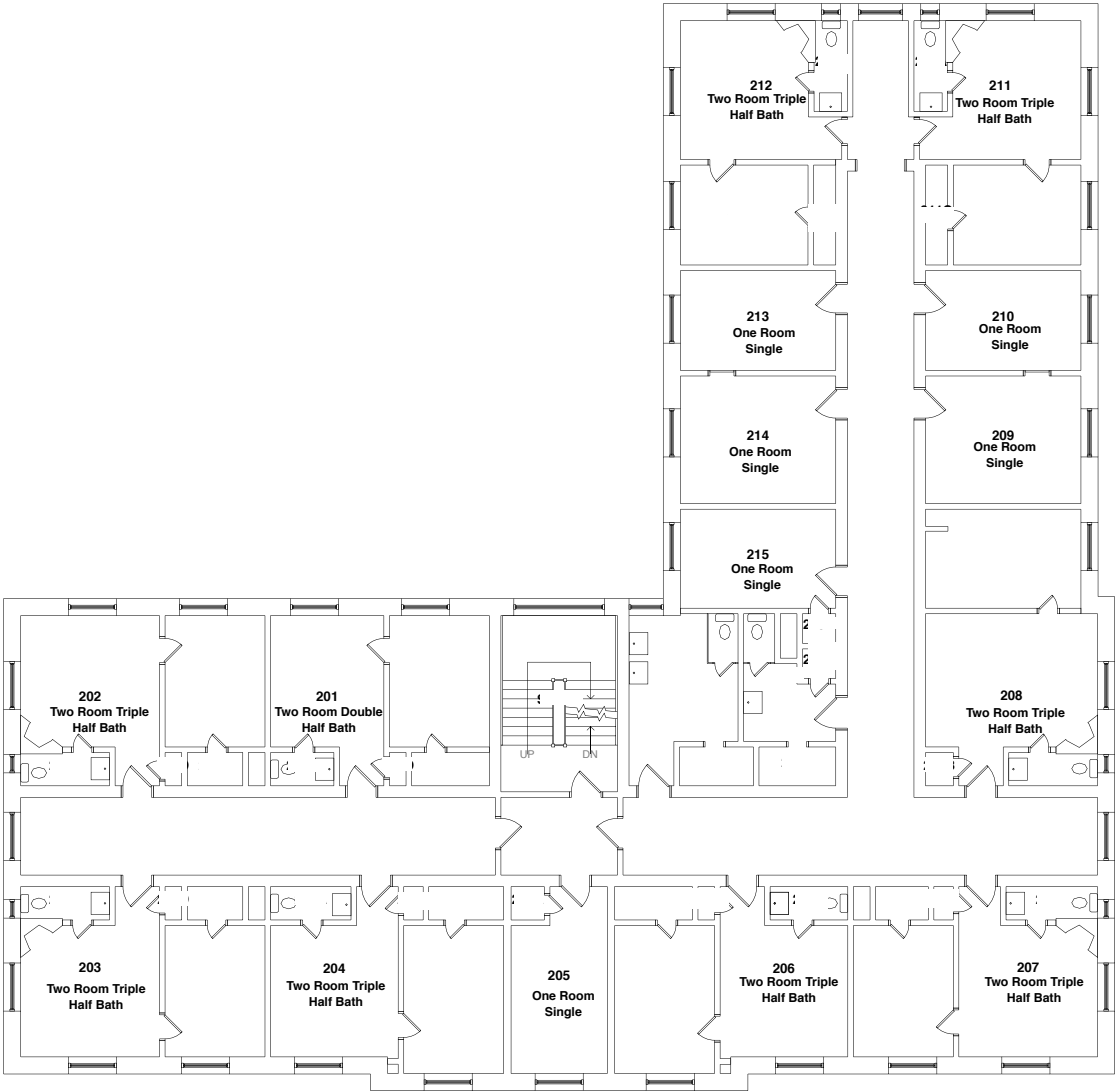 212
Two Room Triple
Half Bath
211
Two Room Triple
Half Bath
213
One Room
Single
210
One Room
Single
214
One Room
Single
209
One Room
Single
215
One Room
Single
202
Two Room Triple
Half Bath
201
Two Room Double
Half Bath
208
Two Room Triple
Half Bath
UP
DN
203
Two Room Triple
Half Bath
204
Two Room Triple
Half Bath
205
One Room
Single
206
Two Room Triple
Half Bath
207
Two Room Triple
Half Bath